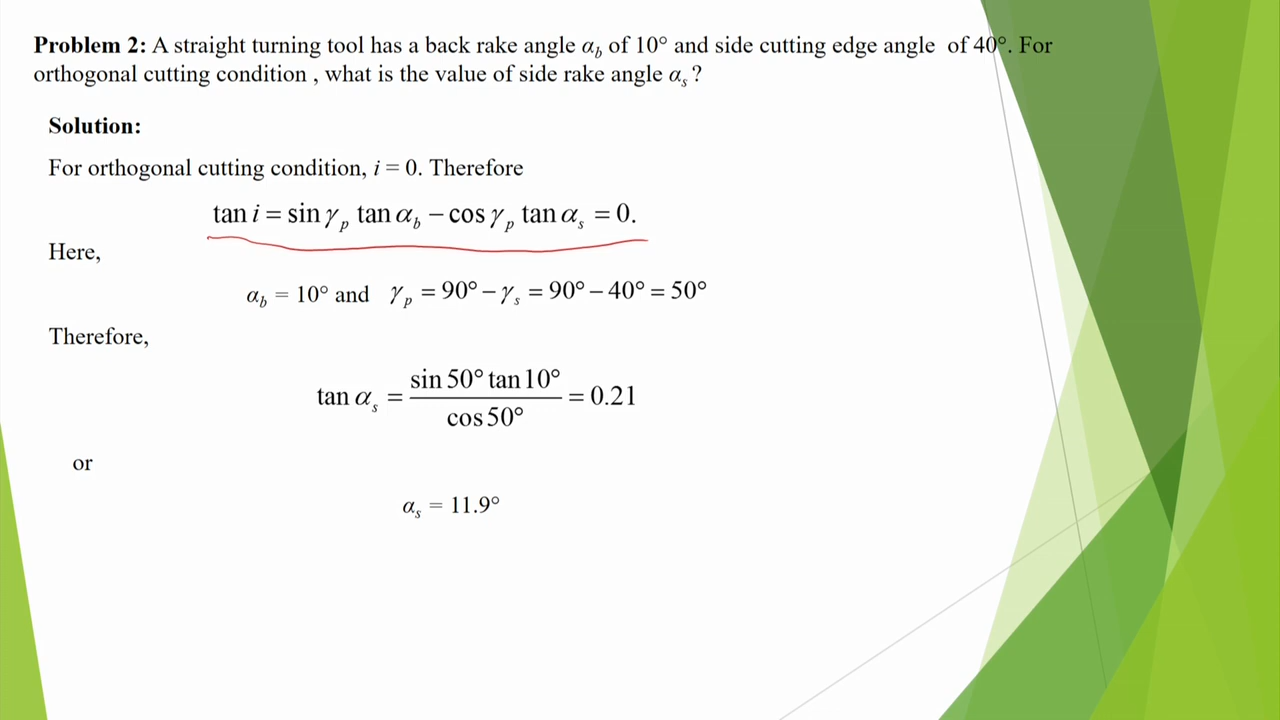 Problem 2: A straight turning tool has a back rake angle α_b of 10° and side cutting edge angle of 40°. For
orthogonal cutting condition , what is the value of side rake angle α_s ?
Solution:
For orthogonal cutting condition, i = 0. Therefore
tan i = sin γ_p tan α_b − cos γ_p tan α_s = 0.
Here,
α_b = 10° and γ_p = 90° − γ_s = 90° − 40° = 50°
Therefore,
tan α_s = (sin 50° tan 10°) / (cos 50°) = 0.21
or
α_s = 11.9°